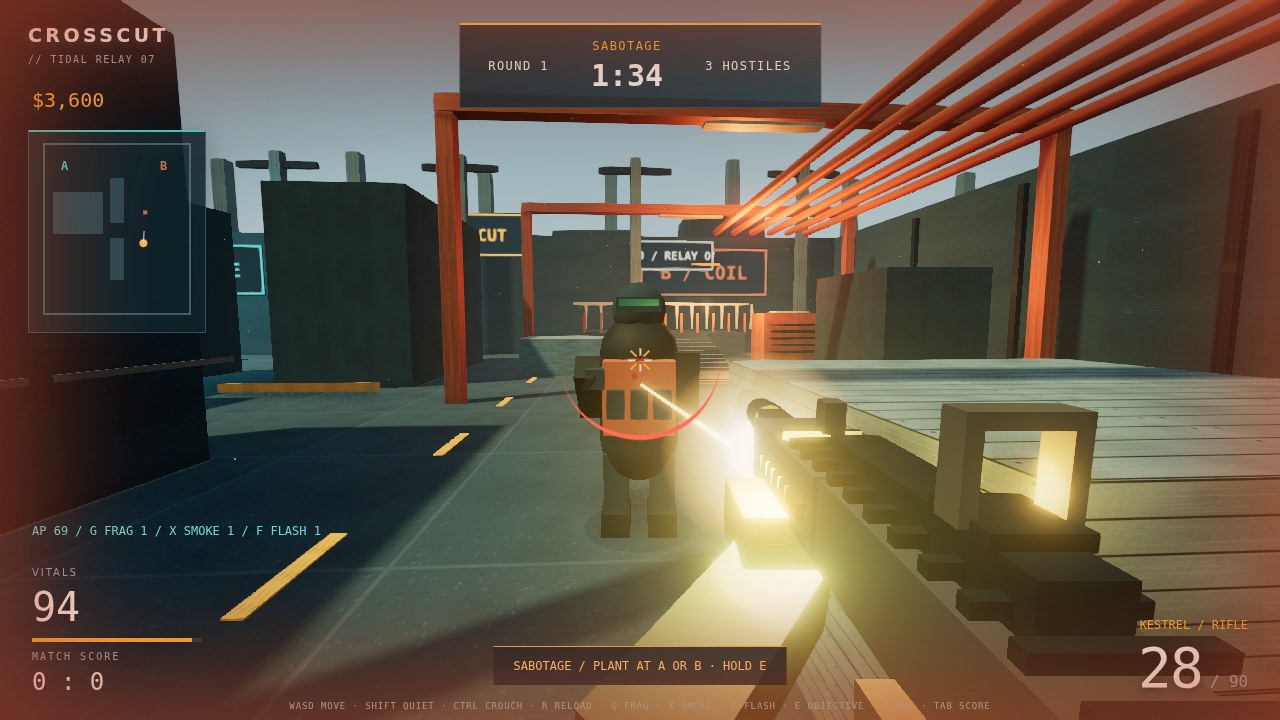 CROSSCUT
// TIDAL RELAY 07
$3,600
A B
SABOTAGE
ROUND 1
1:34
3 HOSTILES
CUT
E
/ RELAY 0
B / COIL
AP 69 / G FRAG 1 / X SMOKE 1 / F FLASH 1
VITALS
94
MATCH SCORE
0 : 0
SABOTAGE / PLANT AT A OR B · HOLD E
KESTREL / RIFLE
28 / 90
WASD MOVE · SHIFT QUIET · CTRL CROUCH · R RELOAD · G FRAG · X SMOKE · F FLASH · E OBJECTIVE · TAB SCORE